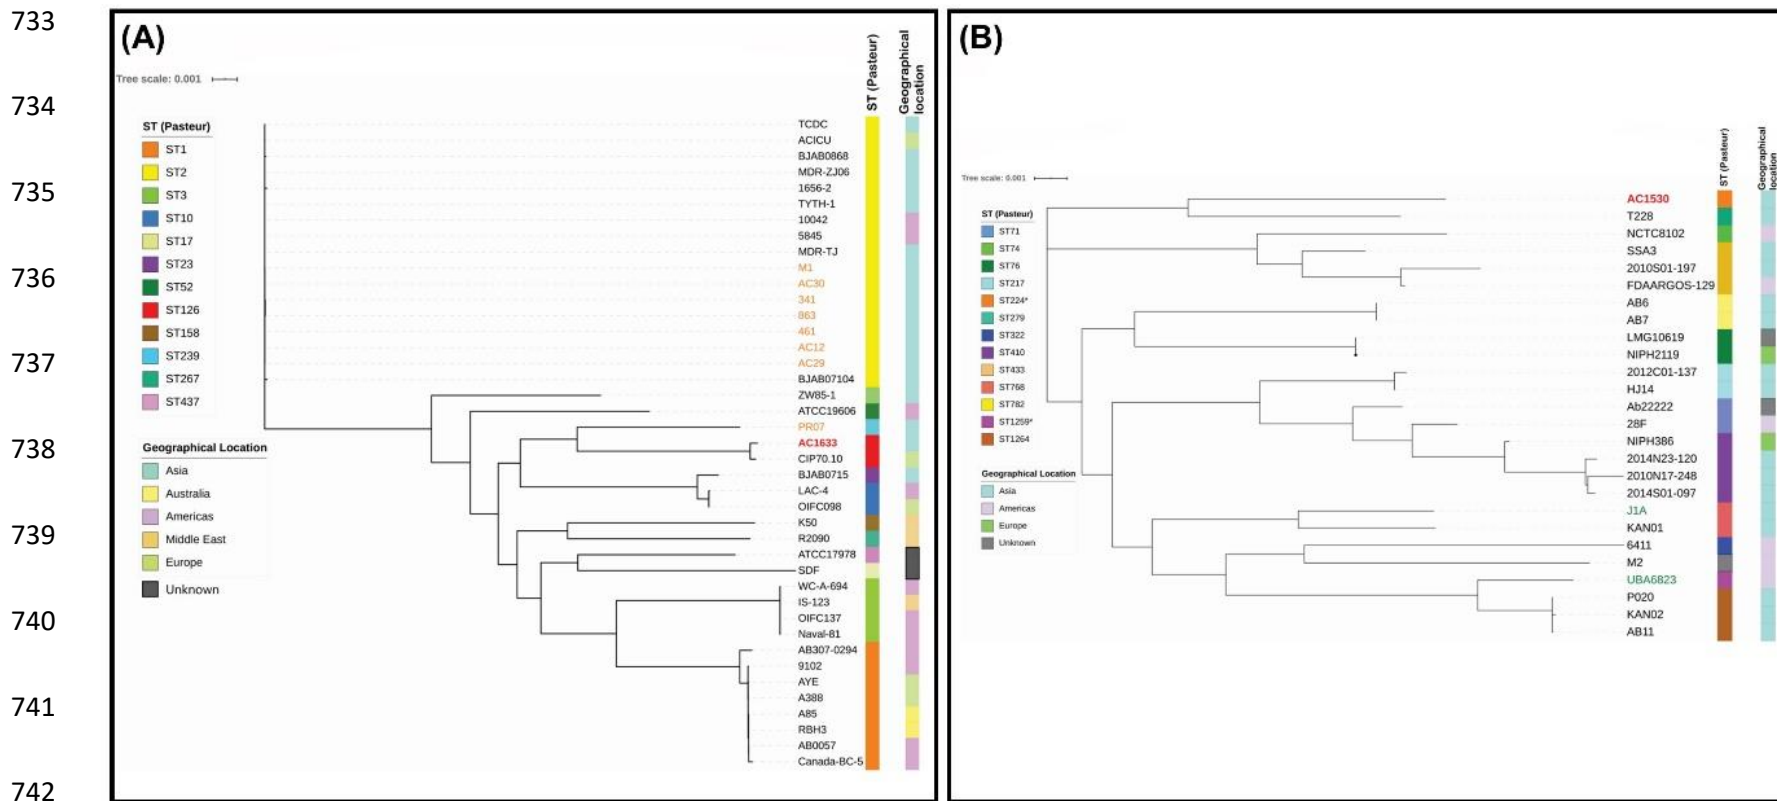 733
734
735
736
737
738
739
740
741
742
(A)
Tree scale: 0.001
ST (Pasteur)
Geographical
location
ST (Pasteur)
ST1
ST2
ST3
ST10
ST17
ST23
ST52
ST126
ST158
ST239
ST267
ST437
Geographical Location
Asia
Australia
Americas
Middle East
Europe
Unknown
TCDC
ACICU
BJAB0868
MDR-ZJ06
1656-2
TYTH-1
10042
5845
MDR-TJ
M1
AC30
341
863
461
AC12
AC29
BJAB07104
ZW85-1
ATCC19606
PR07
AC1633
CIP70.10
BJAB0715
LAC-4
OIFC098
K50
R2090
ATCC17978
SDF
WC-A-694
IS-123
OIFC137
Naval-81
AB307-0294
9102
AYE
A388
A85
RBH3
AB0057
Canada-BC-5
(B)
Tree scale: 0.001
ST (Pasteur)
Geographical
location
ST (Pasteur)
ST71
ST74
ST76
ST217
ST224*
ST279
ST322
ST410
ST433
ST768
ST782
ST1259*
ST1264
Geographical Location
Asia
Americas
Europe
Unknown
AC1530
T228
NCTC8102
SSA3
2010S01-197
FDAARGOS-129
AB6
AB7
LMG10619
NIPH2119
2012C01-137
HJ14
Ab22222
28F
NIPH386
2014N23-120
2010N17-248
2014S01-097
J1A
KAN01
6411
M2
UBA6823
P020
KAN02
AB11